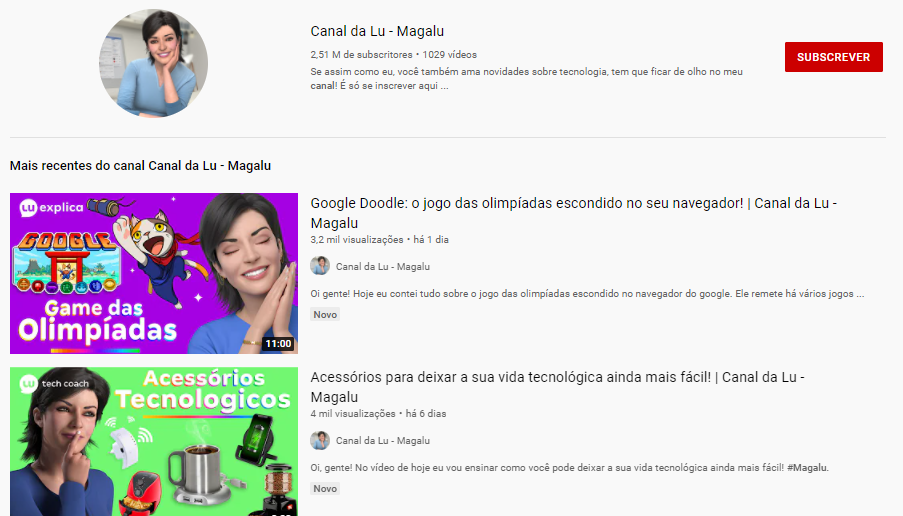 Canal da Lu - Magalu
2,51 M de subscritores • 1029 vídeos
Se assim como eu, você também ama novidades sobre tecnologia, tem que ficar de olho no meu
canal! É só se inscrever aqui ...
SUBSCREVER
Mais recentes do canal Canal da Lu - Magalu
LU explica
GOOGLE
Game das
Olimpíadas
11:00
Google Doodle: o jogo das olimpíadas escondido no seu navegador! | Canal da Lu -
Magalu
3,2 mil visualizações • há 1 dia
Canal da Lu - Magalu
Oi gente! Hoje eu contei tudo sobre o jogo das olimpíadas escondido no navegador do google. Ele remete há vários jogos ...
Novo
LU tech coach
Acessórios
Tecnologicos
Acessórios para deixar a sua vida tecnológica ainda mais fácil! | Canal da Lu -
Magalu
4 mil visualizações • há 6 dias
Canal da Lu - Magalu
Oi, gente! No vídeo de hoje eu vou ensinar como você pode deixar a sua vida tecnológica ainda mais fácil! #Magalu.
Novo